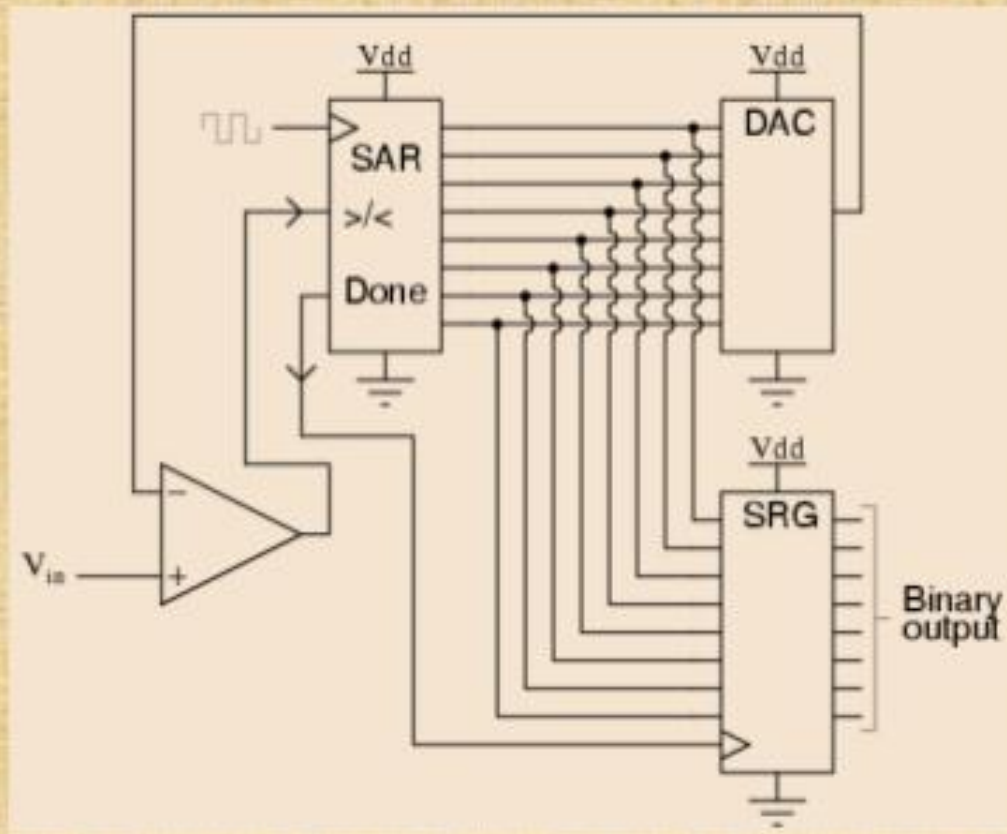 Vdd
Vdd
DAC
SAR
>/<
Done
Vdd
SRG
−
Vin
+
Binary
output